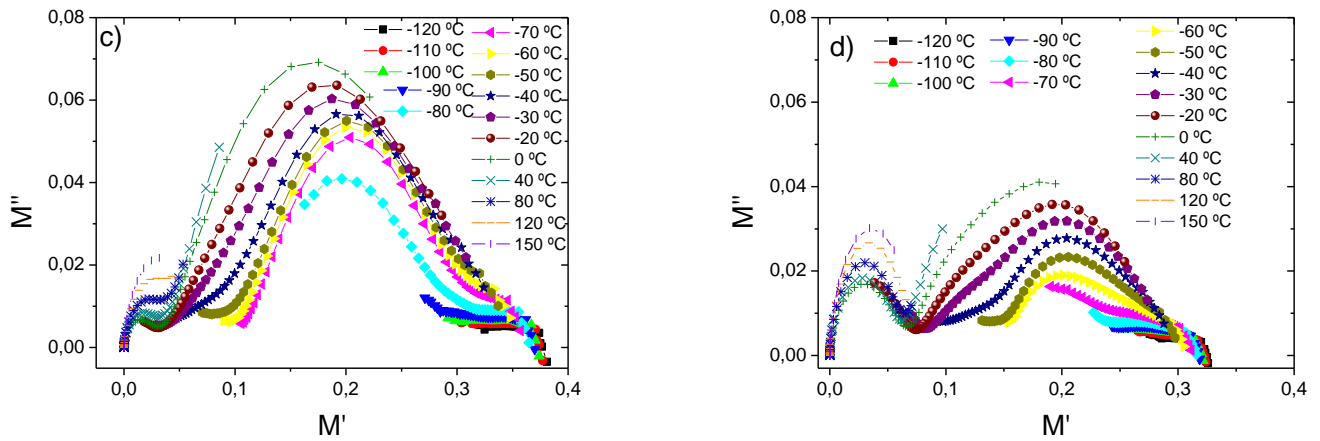 c)
0,08
0,06
0,04
0,02
0,00
M''
0,0 0,1 0,2 0,3 0,4
M'
-120 ºC
-110 ºC
-100 ºC
-90 ºC
-80 ºC
-70 ºC
-60 ºC
-50 ºC
-40 ºC
-30 ºC
-20 ºC
0 ºC
40 ºC
80 ºC
120 ºC
150 ºC
d)
0,08
0,06
0,04
0,02
0,00
M''
0,0 0,1 0,2 0,3 0,4
M'
-120 ºC
-110 ºC
-100 ºC
-90 ºC
-80 ºC
-70 ºC
-60 ºC
-50 ºC
-40 ºC
-30 ºC
-20 ºC
0 ºC
40 ºC
80 ºC
120 ºC
150 ºC